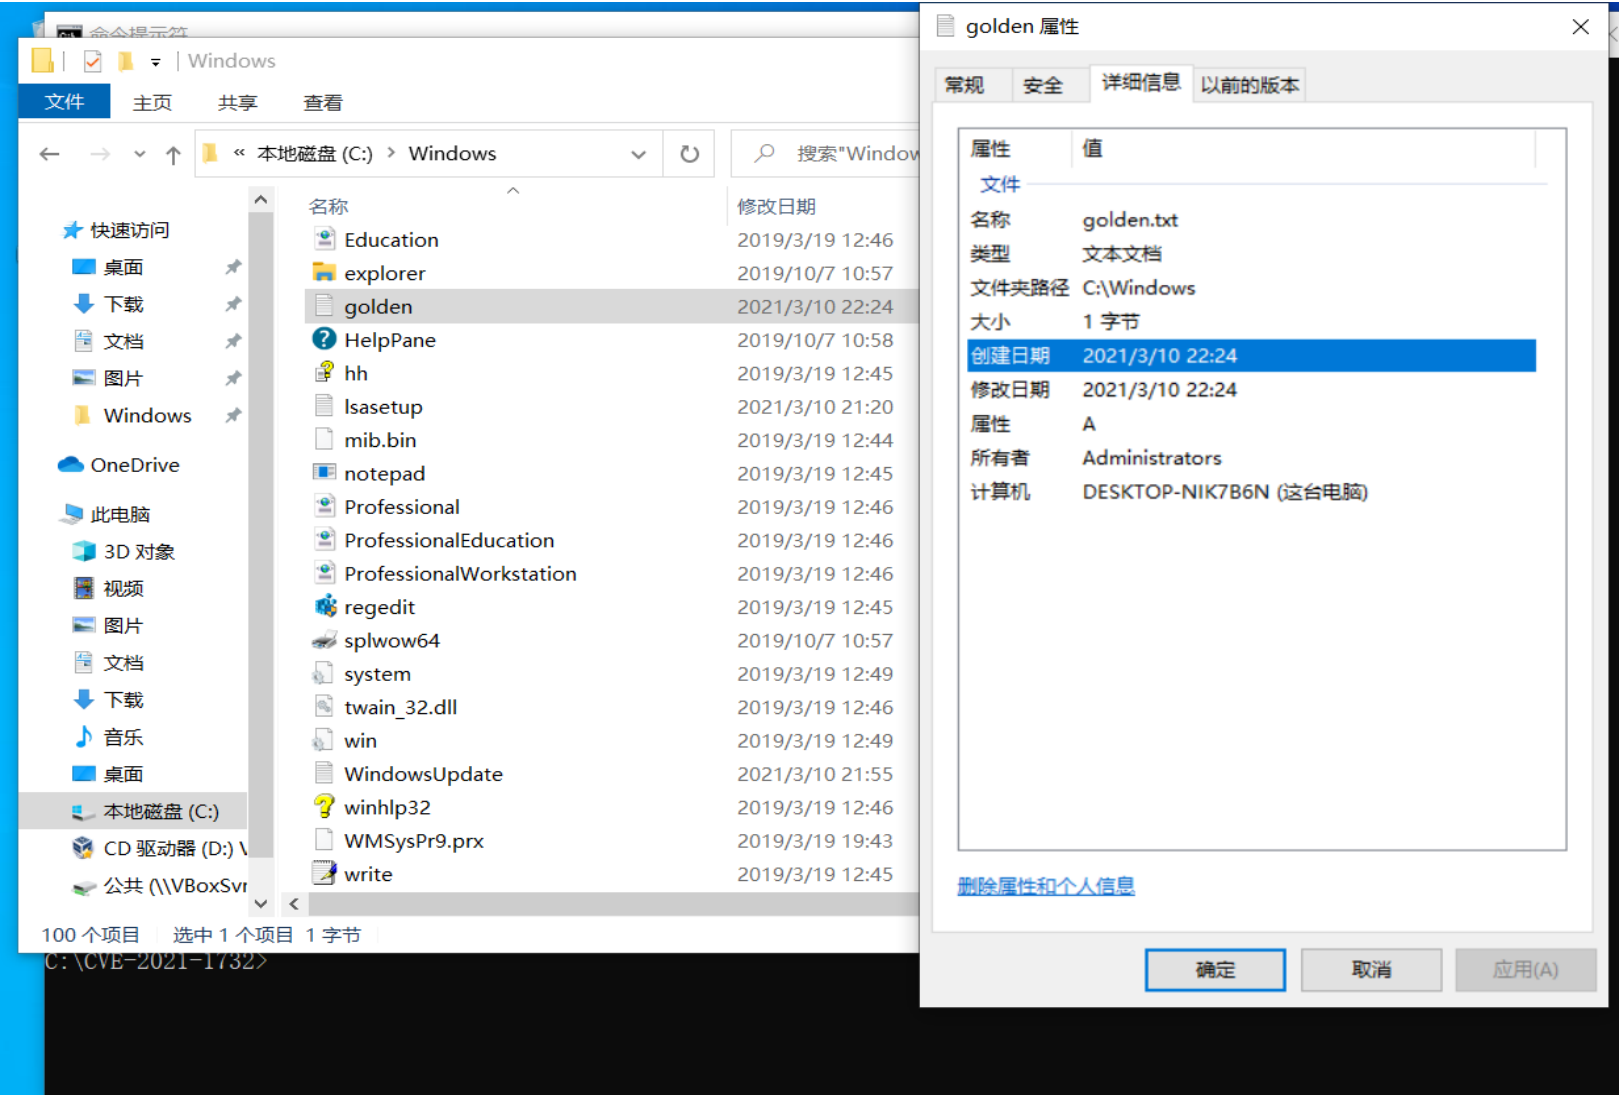 命令提示符
Windows
文件 主页 共享 查看
« 本地磁盘 (C:) > Windows
搜索"Window
名称 修改日期
快速访问
桌面
下载
文档
图片
Windows
OneDrive
此电脑
3D 对象
视频
图片
文档
下载
音乐
桌面
本地磁盘 (C:)
CD 驱动器 (D:) V
公共 (\\VBoxSvr
Education 2019/3/19 12:46
explorer 2019/10/7 10:57
golden 2021/3/10 22:24
HelpPane 2019/10/7 10:58
hh 2019/3/19 12:45
lsasetup 2021/3/10 21:20
mib.bin 2019/3/19 12:44
notepad 2019/3/19 12:45
Professional 2019/3/19 12:46
ProfessionalEducation 2019/3/19 12:46
ProfessionalWorkstation 2019/3/19 12:46
regedit 2019/3/19 12:45
splwow64 2019/10/7 10:57
system 2019/3/19 12:49
twain_32.dll 2019/3/19 12:46
win 2019/3/19 12:49
WindowsUpdate 2021/3/10 21:55
winhlp32 2019/3/19 12:46
WMSysPr9.prx 2019/3/19 19:43
write 2019/3/19 12:45
100 个项目 选中 1 个项目 1 字节
C:\CVE-2021-1732>
golden 属性
常规 安全 详细信息 以前的版本
属性 值
文件
名称 golden.txt
类型 文本文档
文件夹路径 C:\Windows
大小 1 字节
创建日期 2021/3/10 22:24
修改日期 2021/3/10 22:24
属性 A
所有者 Administrators
计算机 DESKTOP-NIK7B6N (这台电脑)
删除属性和个人信息
确定 取消 应用(A)